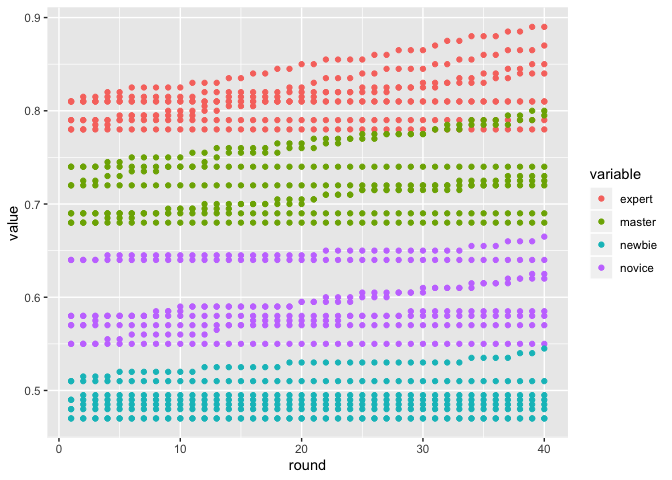 0.9
0.8
0.7
0.6
0.5
value
0 10 20 30 40
round
variable
expert
master
newbie
novice